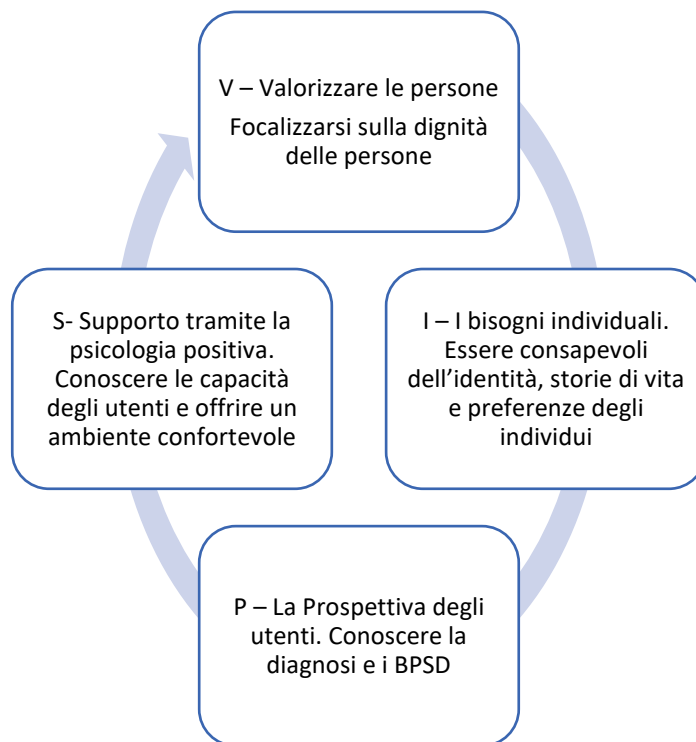 V – Valorizzare le persone
Focalizzarsi sulla dignità
delle persone
I – I bisogni individuali.
Essere consapevoli
dell’identità, storie di vita
e preferenze degli
individui
P – La Prospettiva degli
utenti. Conoscere la
diagnosi e i BPSD
S- Supporto tramite la
psicologia positiva.
Conoscere le capacità
degli utenti e offrire un
ambiente confortevole